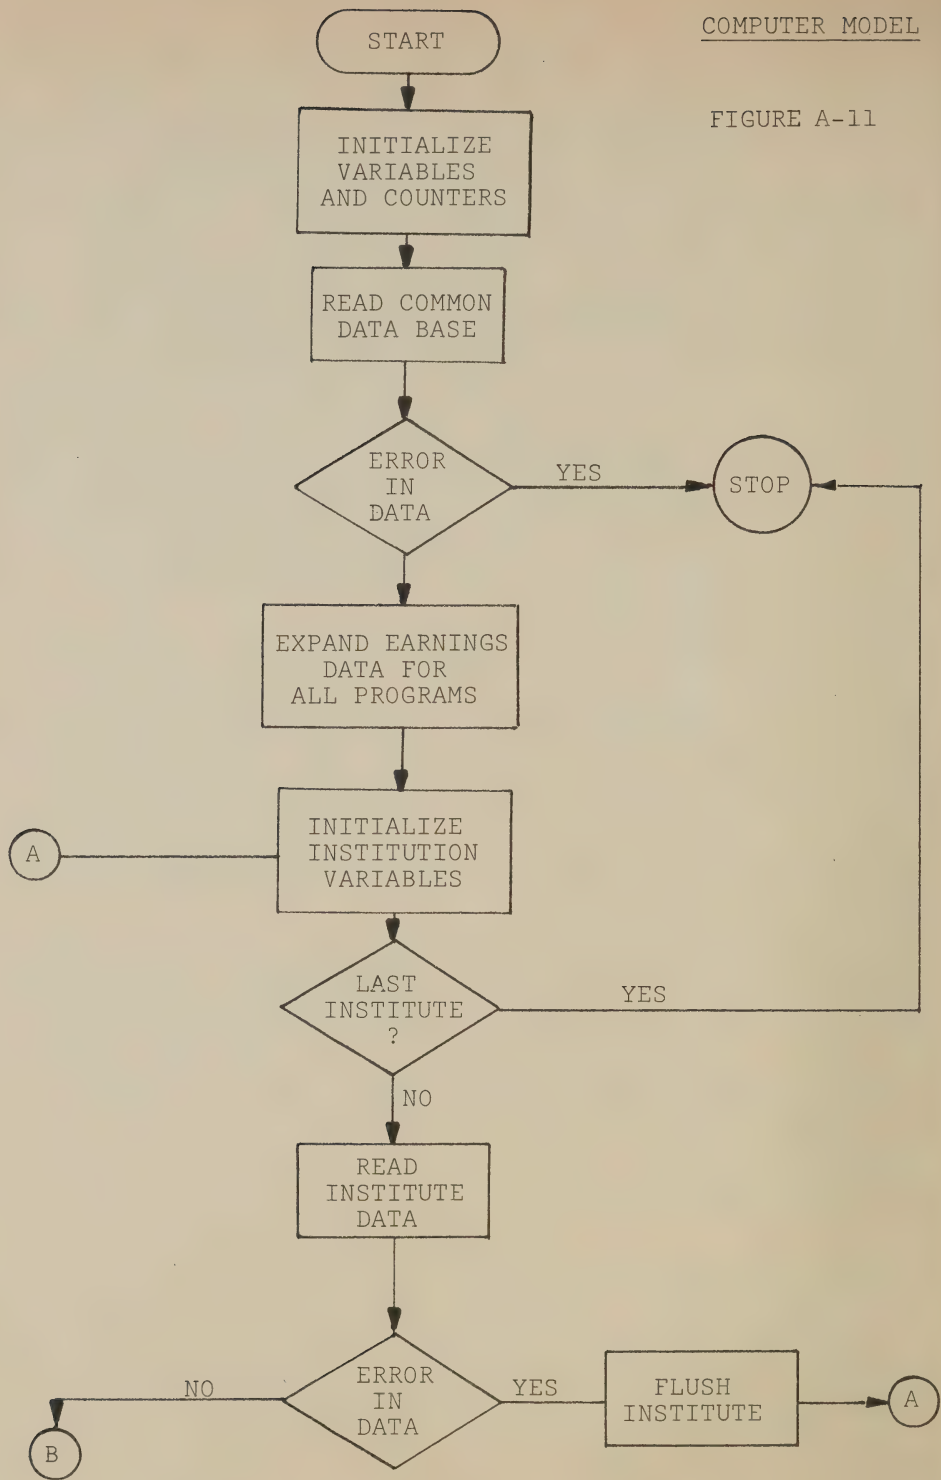 COMPUTER MODEL
FIGURE A-11
START
INITIALIZE
VARIABLES
AND COUNTERS
READ COMMON
DATA BASE
ERROR
IN
DATA
YES
STOP
EXPAND EARNINGS
DATA FOR
ALL PROGRAMS
A
INITIALIZE
INSTITUTION
VARIABLES
LAST
INSTITUTE
?
YES
NO
READ
INSTITUTE
DATA
ERROR
IN
DATA
NO
B
YES
FLUSH
INSTITUTE
A